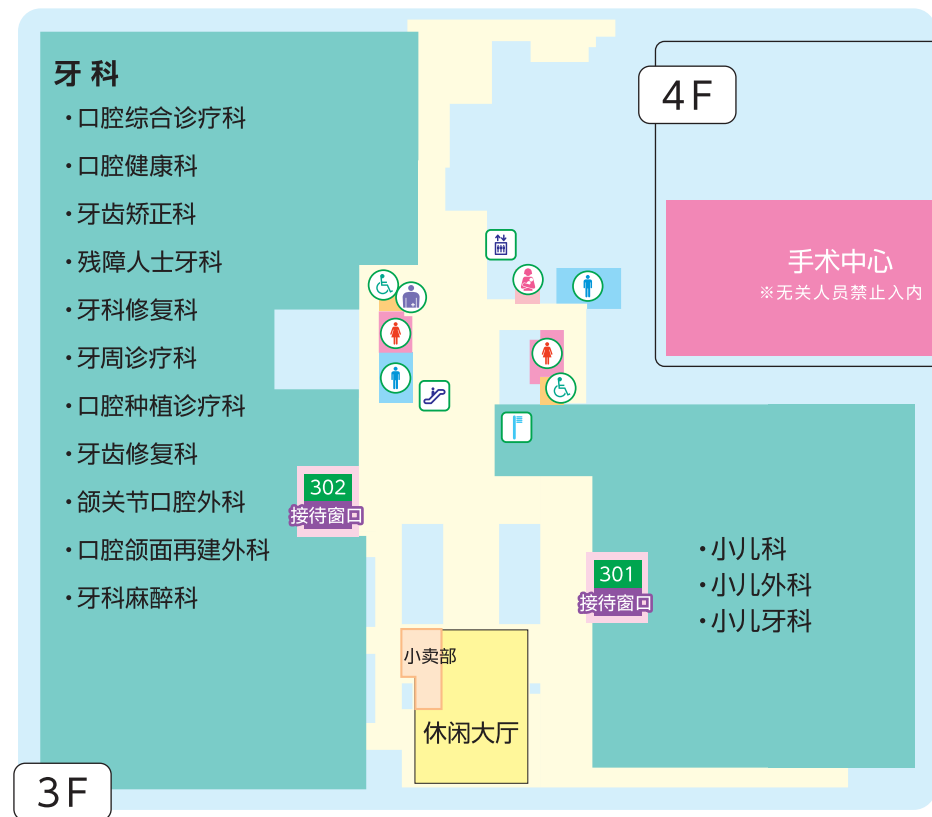 牙科
・口腔综合诊疗科
・口腔健康科
・牙齿矫正科
・残障人士牙科
・牙科修复科
・牙周诊疗科
・口腔种植诊疗科
・牙齿修复科
・颌关节口腔外科
・口腔颌面再建外科
・牙科麻醉科
302
接待窗回
4F
手术中心
※无关人员禁止入内
301
接待窗回
・小儿科
・小儿外科
・小儿牙科
小卖部
休闲大厅
3F